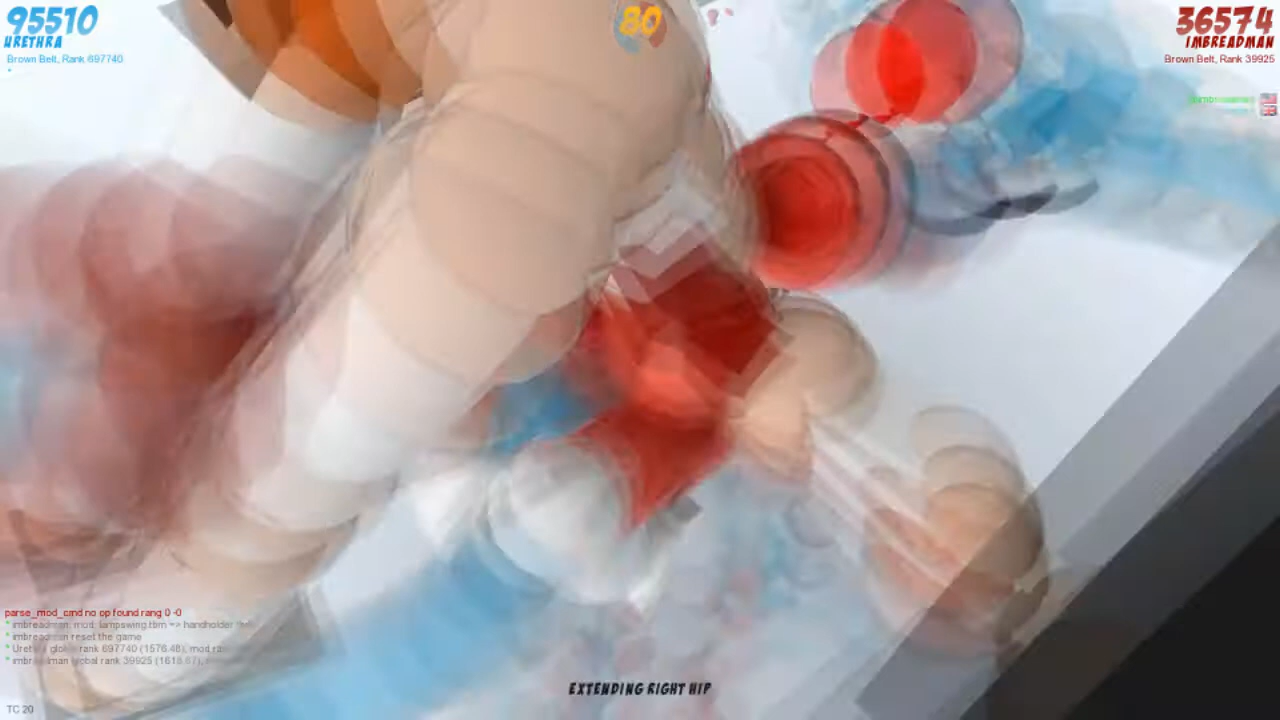 95510
URETHRA
Brown Belt, Rank 697740
80
36574
IMBREADMAN
Brown Belt, Rank 39925
parse_mod_cmd no op found rang 0 -0
* imbreadman: mod: lampswing.tbm => handholder
* imbreadman reset the game
* Urethra global rank 697740 (1576.48), mod
* imbreadman global rank 39925 (1618.67),
EXTENDING RIGHT HIP
TC 20